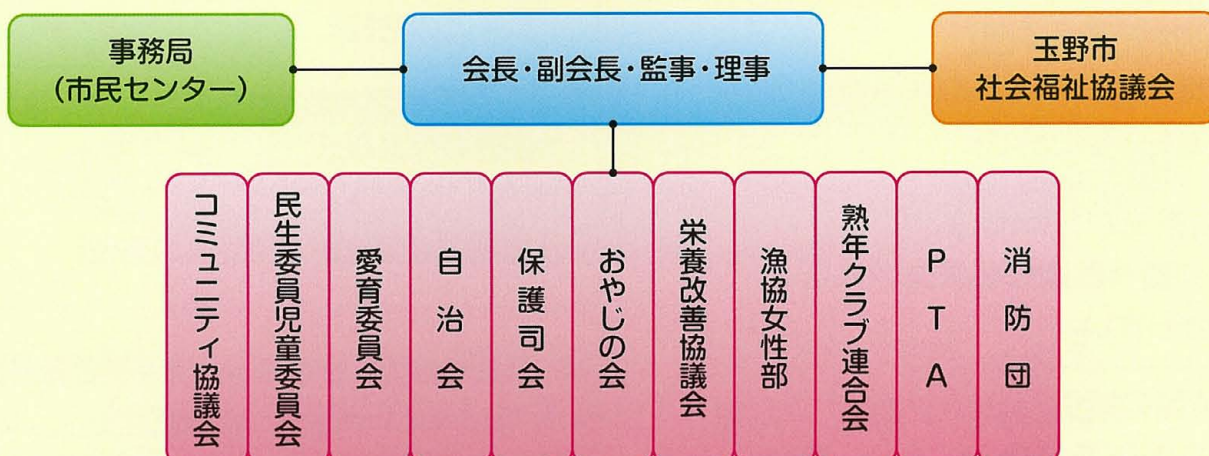 事務局
(市民センター)
会長・副会長・監事・理事
玉野市
社会福祉協議会
コミュニティ協議会
民生委員児童委員会
愛育委員会
自治会
保護司会
おやじの会
栄養改善協議会
漁協女性部
熟年クラブ連合会
PTA
消防団